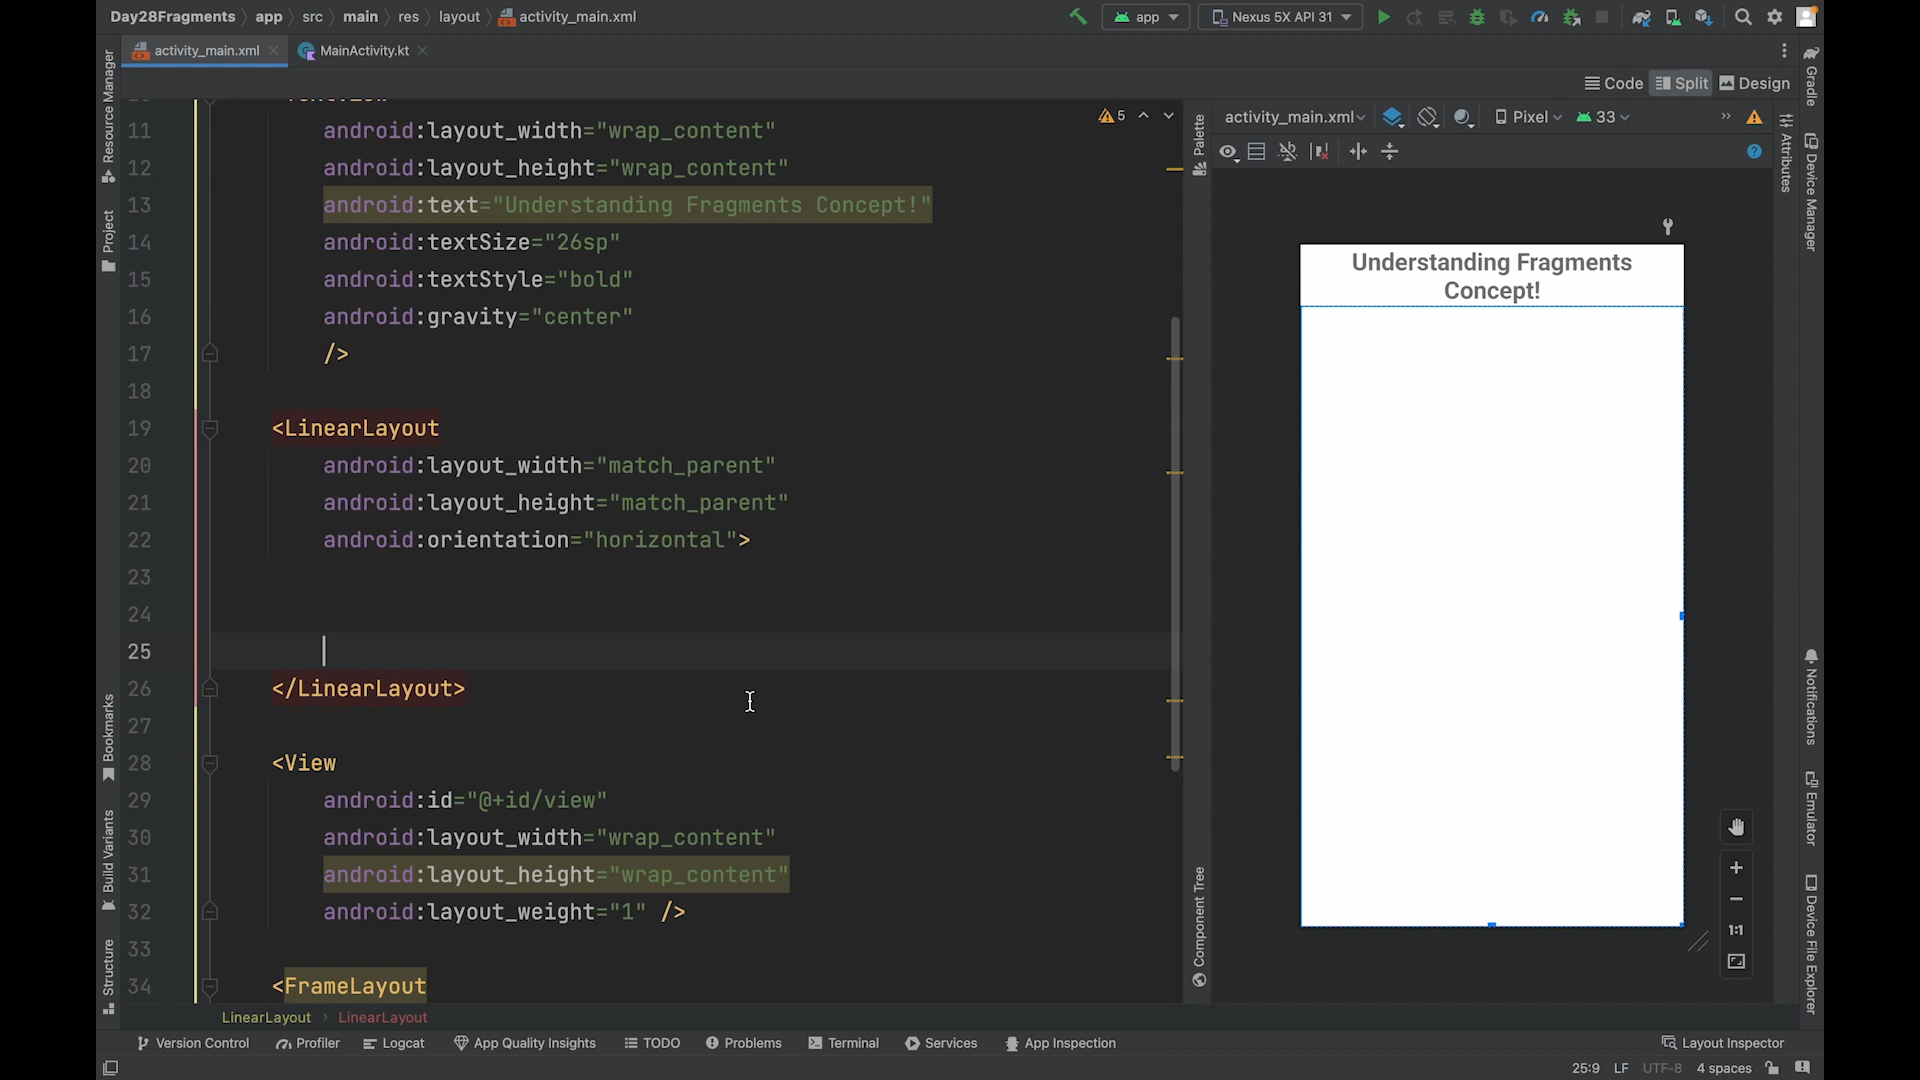 Day28Fragments app src main res layout activity_main.xml app Nexus 5X API 31
activity_main.xml MainActivity.kt
Code Split Design
11 android:layout_width="wrap_content"
12 android:layout_height="wrap_content"
13 android:text="Understanding Fragments Concept!"
14 android:textSize="26sp"
15 android:textStyle="bold"
16 android:gravity="center"
17 />
18
19 <LinearLayout
20 android:layout_width="match_parent"
21 android:layout_height="match_parent"
22 android:orientation="horizontal">
23
24
25
26 </LinearLayout>
27
28 <View
29 android:id="@+id/view"
30 android:layout_width="wrap_content"
31 android:layout_height="wrap_content"
32 android:layout_weight="1" />
33
34 <FrameLayout
5
activity_main.xml Pixel 33
Understanding Fragments
Concept!
1:1
Resource Manager
Project
Bookmarks
Build Variants
Structure
Palette
Component Tree
Attributes
Gradle
Device Manager
Notifications
Emulator
Device File Explorer
LinearLayout LinearLayout
Version Control Profiler Logcat App Quality Insights TODO Problems Terminal Services App Inspection Layout Inspector
25:9 LF UTF-8 4 spaces